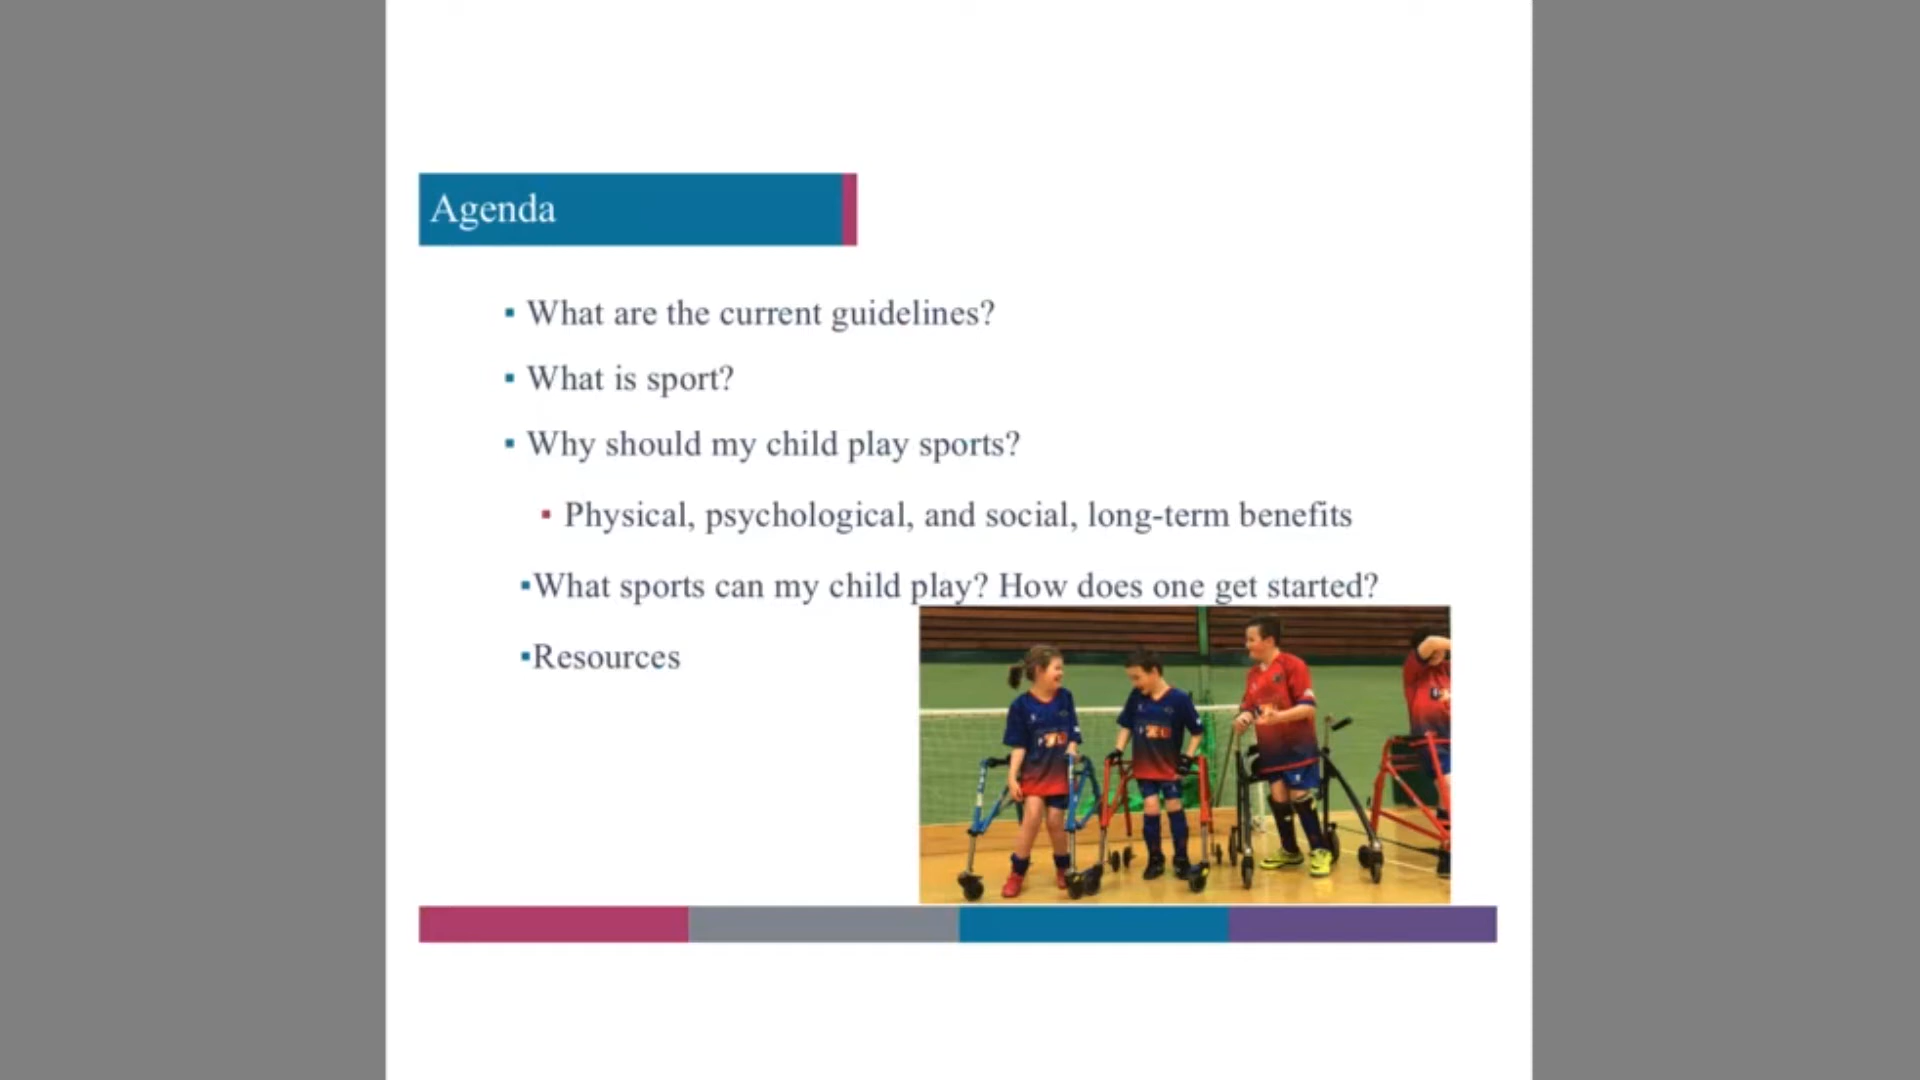 Agenda
▪ What are the current guidelines?
▪ What is sport?
▪ Why should my child play sports?
▪ Physical, psychological, and social, long-term benefits
▪What sports can my child play? How does one get started?
▪Resources